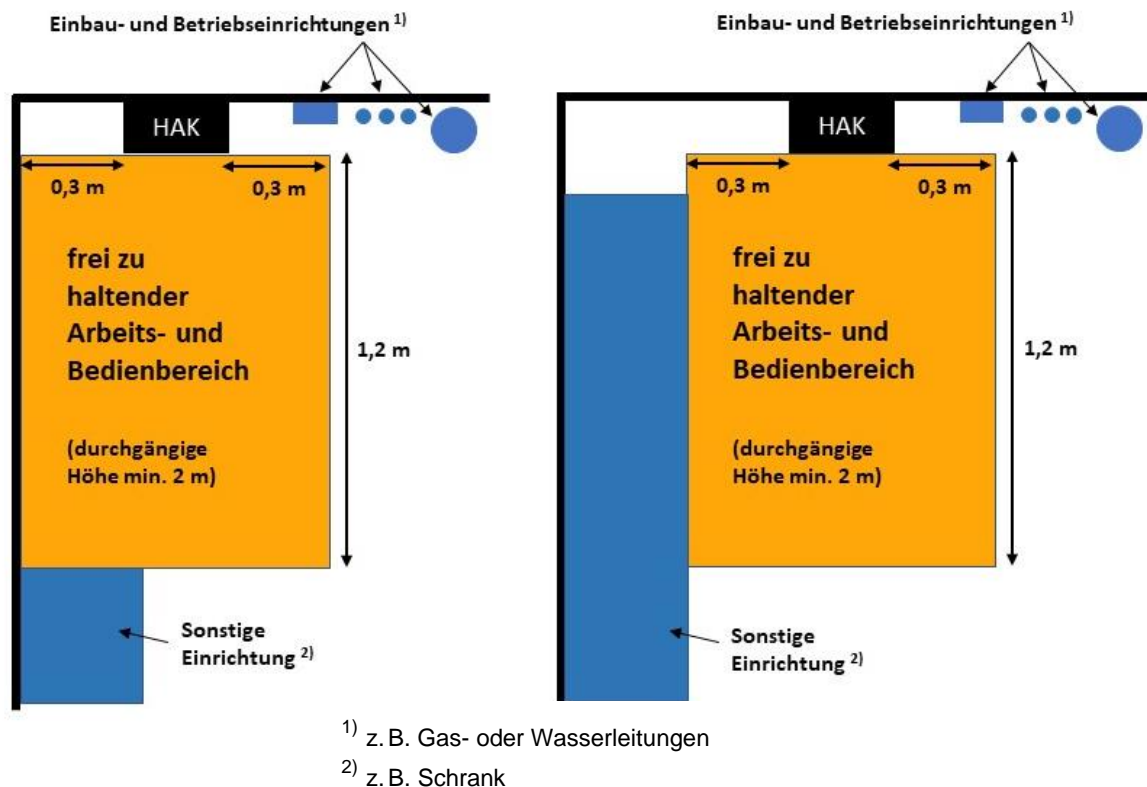 Einbau- und Betriebseinrichtungen 1)
HAK
0,3 m
0,3 m
frei zu
haltender
Arbeits- und
Bedienbereich
1,2 m
(durchgängige
Höhe min. 2 m)
Sonstige
Einrichtung 2)
Einbau- und Betriebseinrichtungen 1)
HAK
0,3 m
0,3 m
frei zu
haltender
Arbeits- und
Bedienbereich
1,2 m
(durchgängige
Höhe min. 2 m)
Sonstige
Einrichtung 2)
1) z. B. Gas- oder Wasserleitungen
2) z. B. Schrank